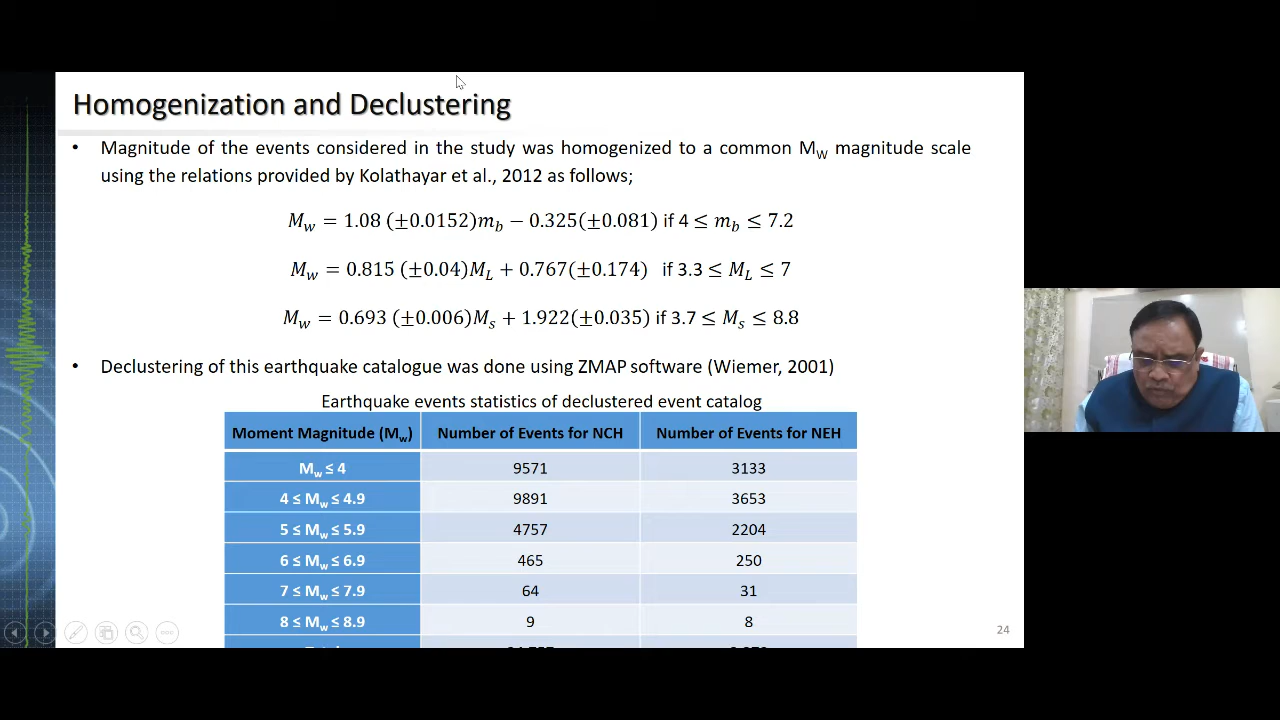 Homogenization and Declustering
• Magnitude of the events considered in the study was homogenized to a common M_W magnitude scale
using the relations provided by Kolathayar et al., 2012 as follows;
M_w = 1.08 (±0.0152)m_b − 0.325(±0.081) if 4 ≤ m_b ≤ 7.2
M_w = 0.815 (±0.04)M_L + 0.767(±0.174) if 3.3 ≤ M_L ≤ 7
M_w = 0.693 (±0.006)M_s + 1.922(±0.035) if 3.7 ≤ M_s ≤ 8.8
• Declustering of this earthquake catalogue was done using ZMAP software (Wiemer, 2001)
Earthquake events statistics of declustered event catalog
Moment Magnitude (M_w) Number of Events for NCH Number of Events for NEH
M_w ≤ 4 9571 3133
4 ≤ M_w ≤ 4.9 9891 3653
5 ≤ M_w ≤ 5.9 4757 2204
6 ≤ M_w ≤ 6.9 465 250
7 ≤ M_w ≤ 7.9 64 31
8 ≤ M_w ≤ 8.9 9 8
24